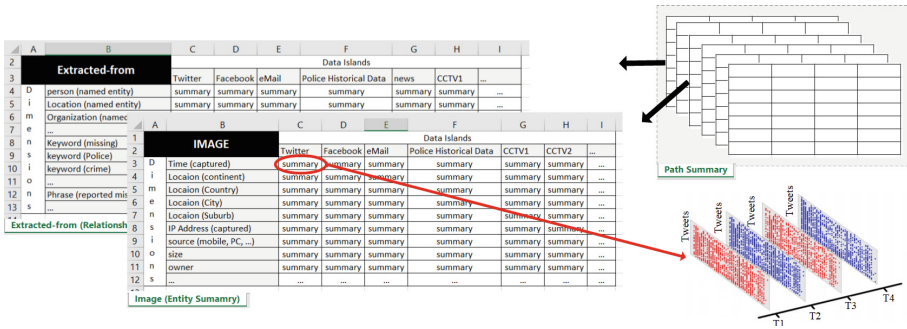 A B C D E F G H I
2 Data Islands
3 Extracted-from Twitter Facebook eMail Police Historical Data news CCTV1 ...
4 D person (named entity) summary summary summary summary summary summary ...
5 i Location (named entity) summary summary summary summary summary summary ...
6 m Organization (named
7 e ...
8 n Keyword (missing)
9 s keyword (Police)
10 i keyword (crime)
11 o ...
12 n Phrase (reported mis
13 s ...
Extracted-from (Relationsh
A B C D E F G H I
1 Data Islands
2 IMAGE Twitter Facebook eMail Police Historical Data CCTV1 CCTV2 ...
3 D Time (captured) summary summary summary summary summary summary ...
4 i Locaion (continent) summary summary summary summary summary summary ...
5 m Locaion (Country) summary summary summary summary summary summary ...
6 e Locaion (City) summary summary summary summary summary summary ...
7 n Locaion (Suburb) summary summary summary summary summary summary ...
8 s IP Address (captured) summary summary summary summary summary summary ...
9 i source (mobile, PC, ...) summary summary summary summary summary summary ...
10 o size summary summary summary summary summary summary ...
11 n owner summary summary summary summary summary summary ...
12 s ... ... ... ... ... ... ... ...
Image (Entity Sumamry)
Path Summary
Tweets Tweets Tweets Tweets
T1 T2 T3 T4